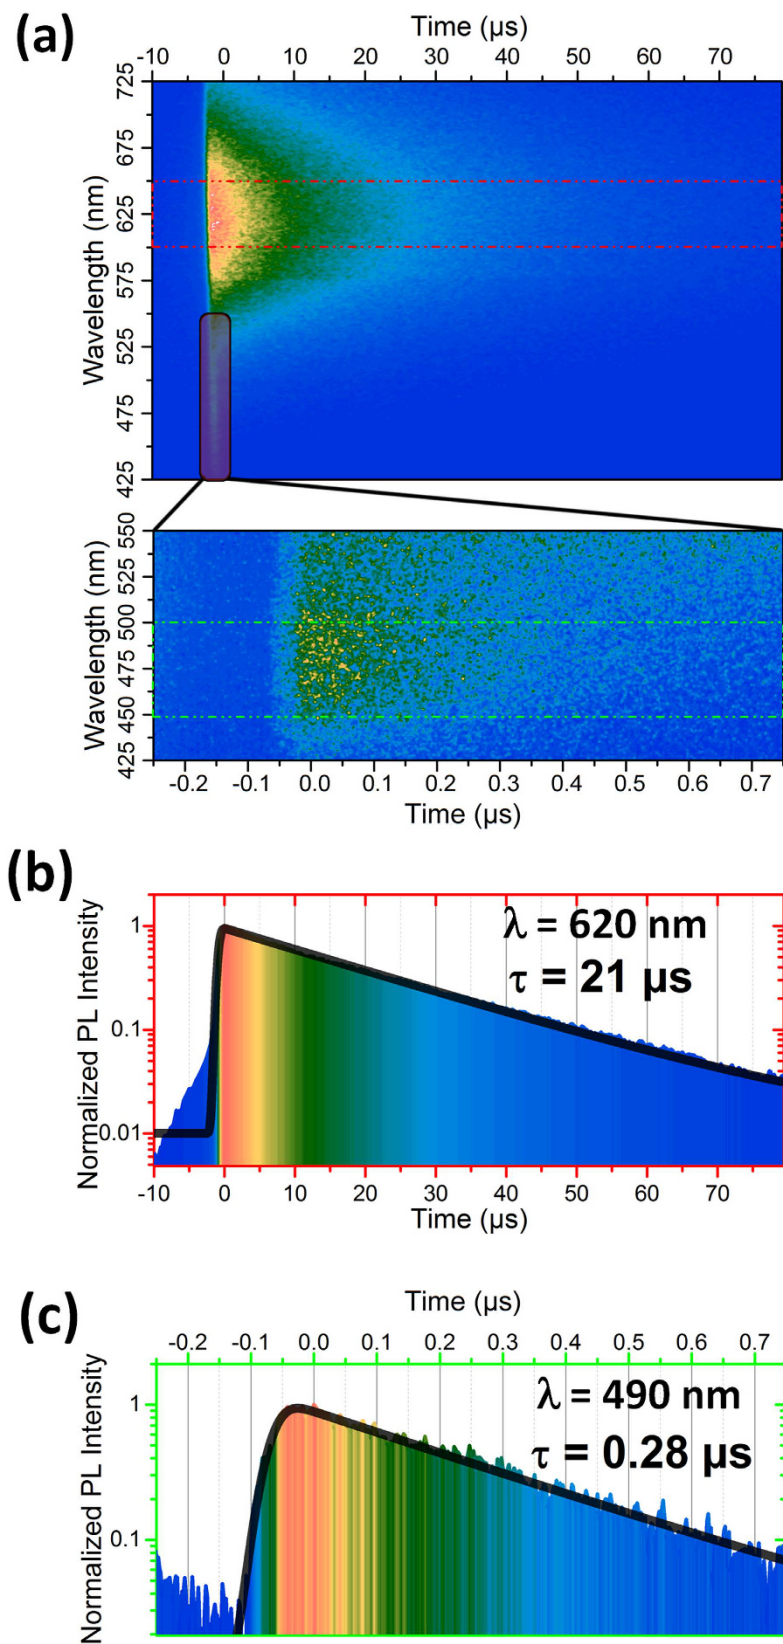 (a)
Time (µs)
-10 0 10 20 30 40 50 60 70
Wavelength (nm)
725
675
625
575
525
475
425
Wavelength (nm)
550
525
500
475
450
425
-0.2 -0.1 0.0 0.1 0.2 0.3 0.4 0.5 0.6 0.7
Time (µs)
(b)
Normalized PL Intensity
1
0.1
0.01
λ = 620 nm
τ = 21 µs
-10 0 10 20 30 40 50 60 70
Time (µs)
(c)
Time (µs)
-0.2 -0.1 0.0 0.1 0.2 0.3 0.4 0.5 0.6 0.7
Normalized PL Intensity
1
0.1
λ = 490 nm
τ = 0.28 µs